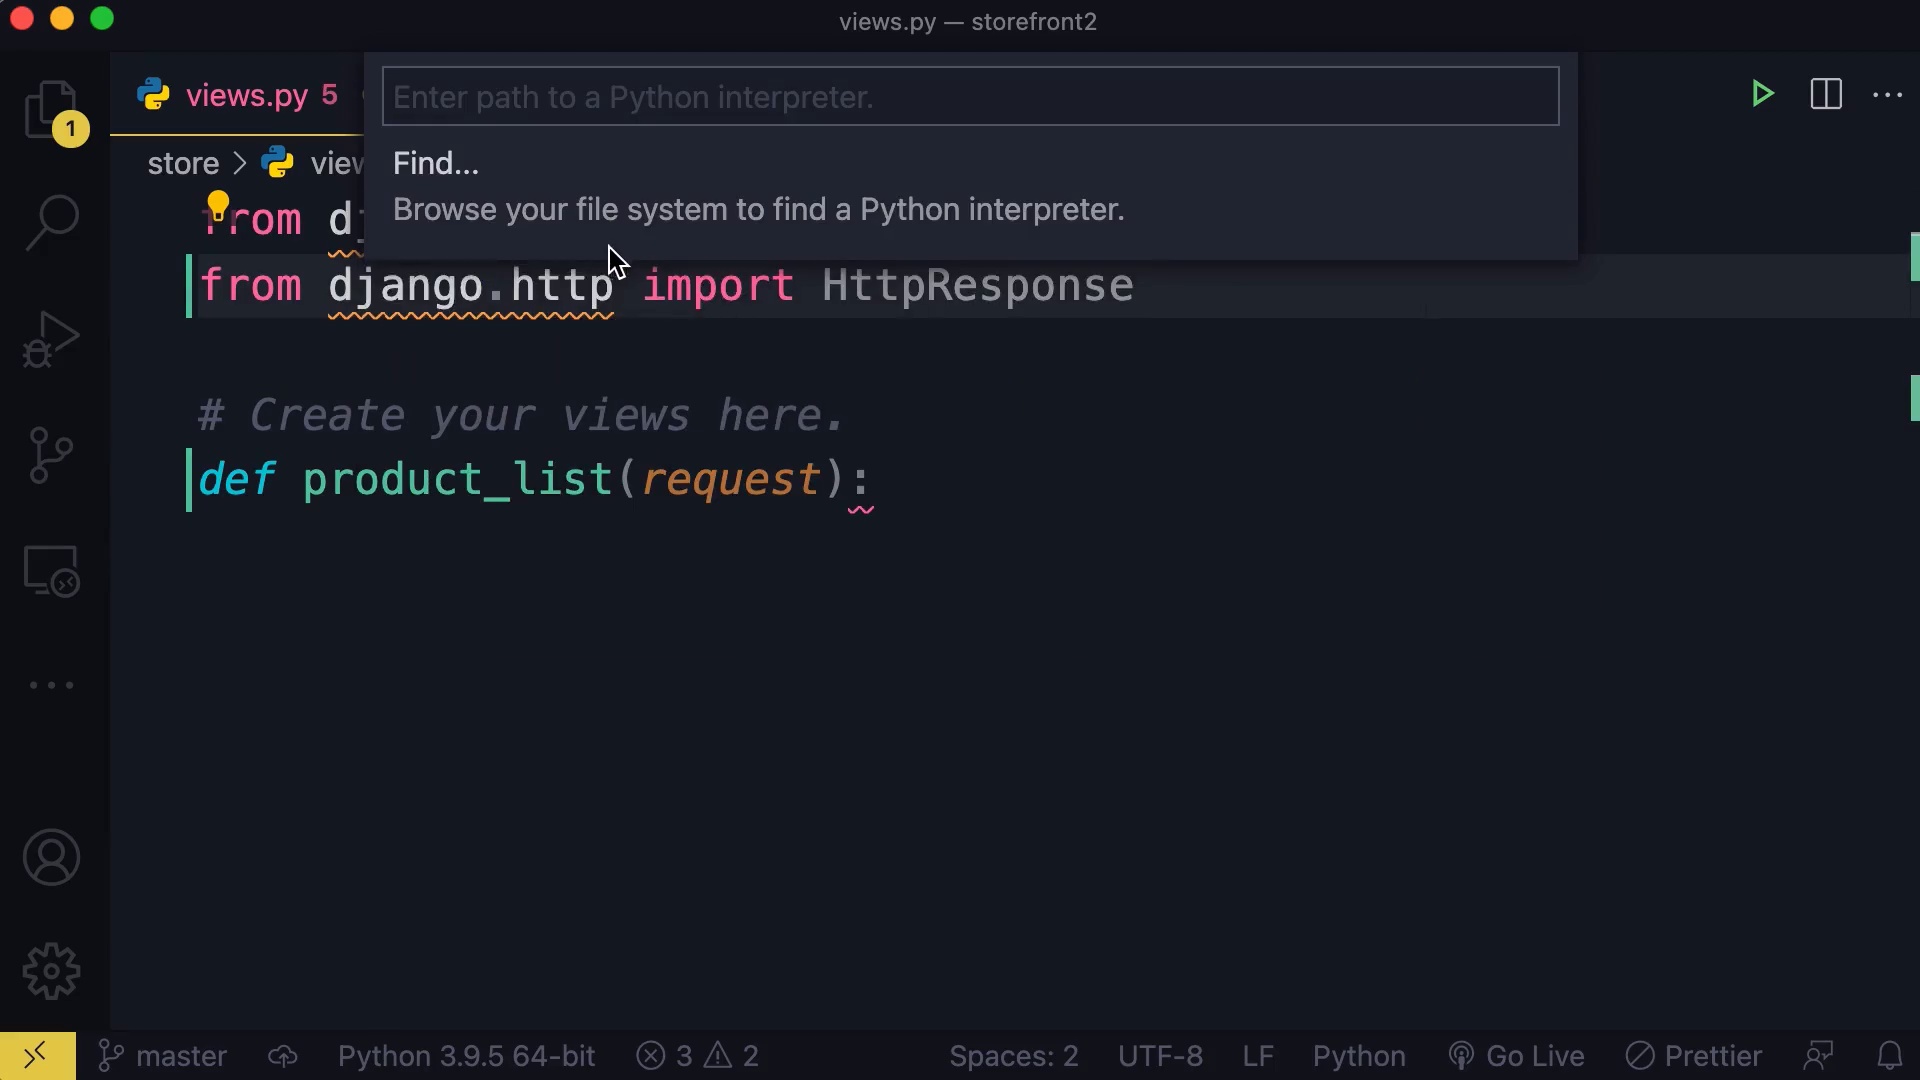 views.py — storefront2
views.py 5
Enter path to a Python interpreter.
1
Find...
store > view
Browse your file system to find a Python interpreter.
from dj
from django.http import HttpResponse
# Create your views here.
def product_list(request):
master Python 3.9.5 64-bit 3 2 Spaces: 2 UTF-8 LF Python Go Live Prettier